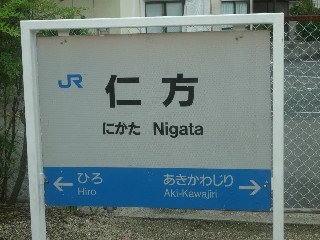 JR
仁方
にかた Nigata
← ひろ あきかわじり →
Hiro Aki-Kawajiri